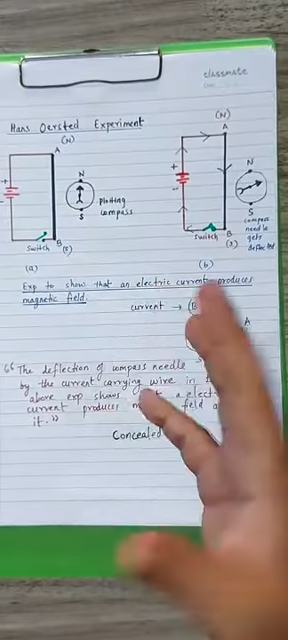 classmate
Hans Oersted Experiment
(N)
A
+
N
S
Plotting compass
Switch
B
(S)
(a)
(N)
A
+
-
N
S
compass needle gets deflected
Switch
B
(S)
(b)
Exp to show that an electric current produces
magnetic field.
current →
A
" The deflection of compass needle
by the current carrying wire in
above exp shows a elect
current produces field a
it. "
Concealed